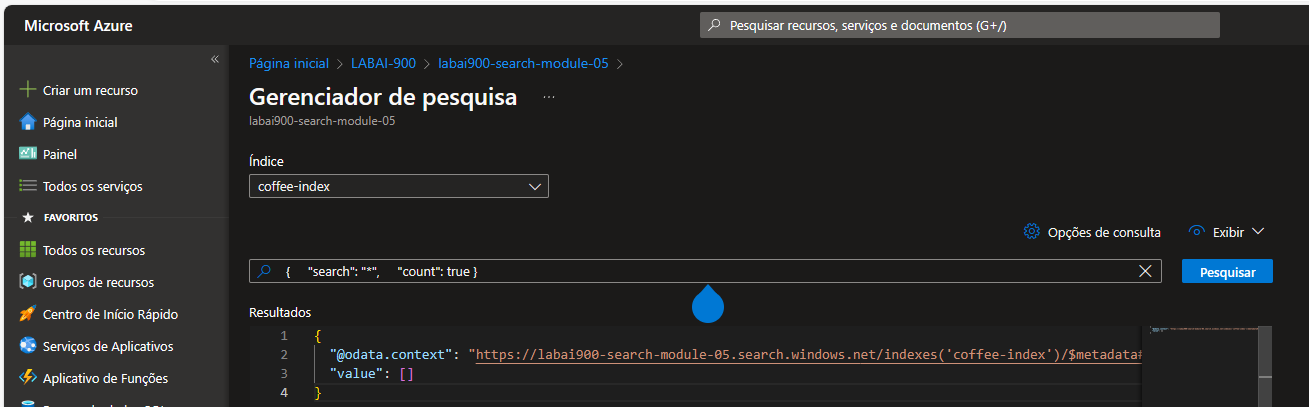 Microsoft Azure
Pesquisar recursos, serviços e documentos (G+/)
«
Criar um recurso
Página inicial
Painel
Todos os serviços
FAVORITOS
Todos os recursos
Grupos de recursos
Centro de Início Rápido
Serviços de Aplicativos
Aplicativo de Funções
Página inicial > LABAI-900 > labai900-search-module-05 >
Gerenciador de pesquisa ...
labai900-search-module-05
Índice
coffee-index
Opções de consulta
Exibir
{ "search": "*", "count": true }
Pesquisar
Resultados
1 {
2 "@odata.context": "https://labai900-search-module-05.search.windows.net/indexes('coffee-index')/$metadata#
3 "value": []
4 }